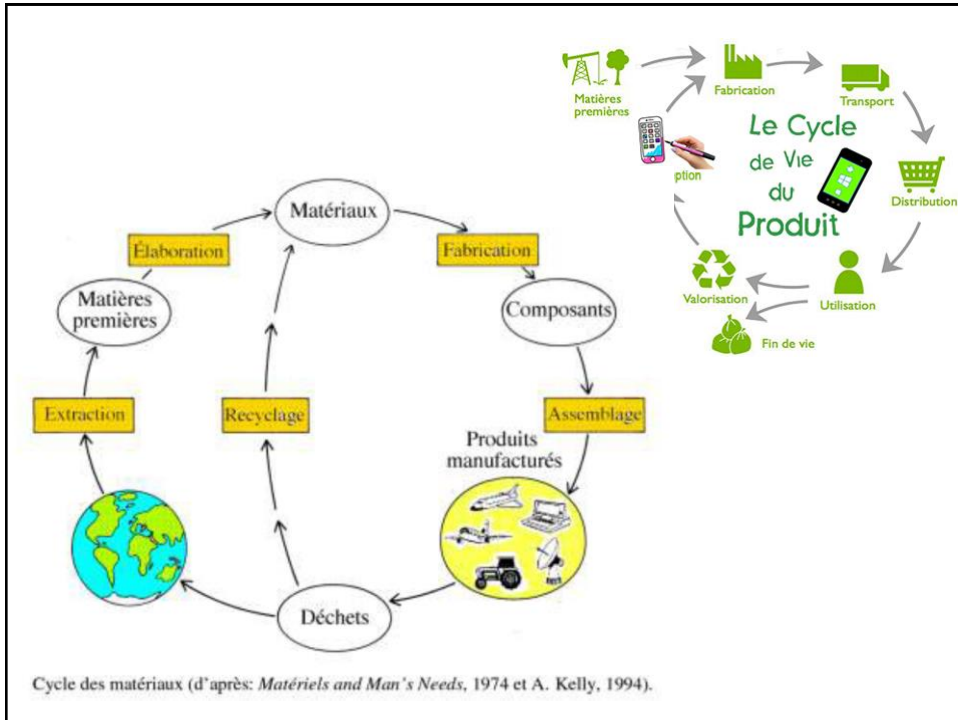 Matières
premières
Fabrication
Transport
Le Cycle
de Vie
du
Produit
ption
Distribution
Valorisation
Utilisation
Fin de vie
Matériaux
Élaboration
Fabrication
Matières
premières
Composants
Extraction
Recyclage
Assemblage
Produits
manufacturés
Déchets
Cycle des matériaux (d'après: Matériels and Man's Needs, 1974 et A. Kelly, 1994).